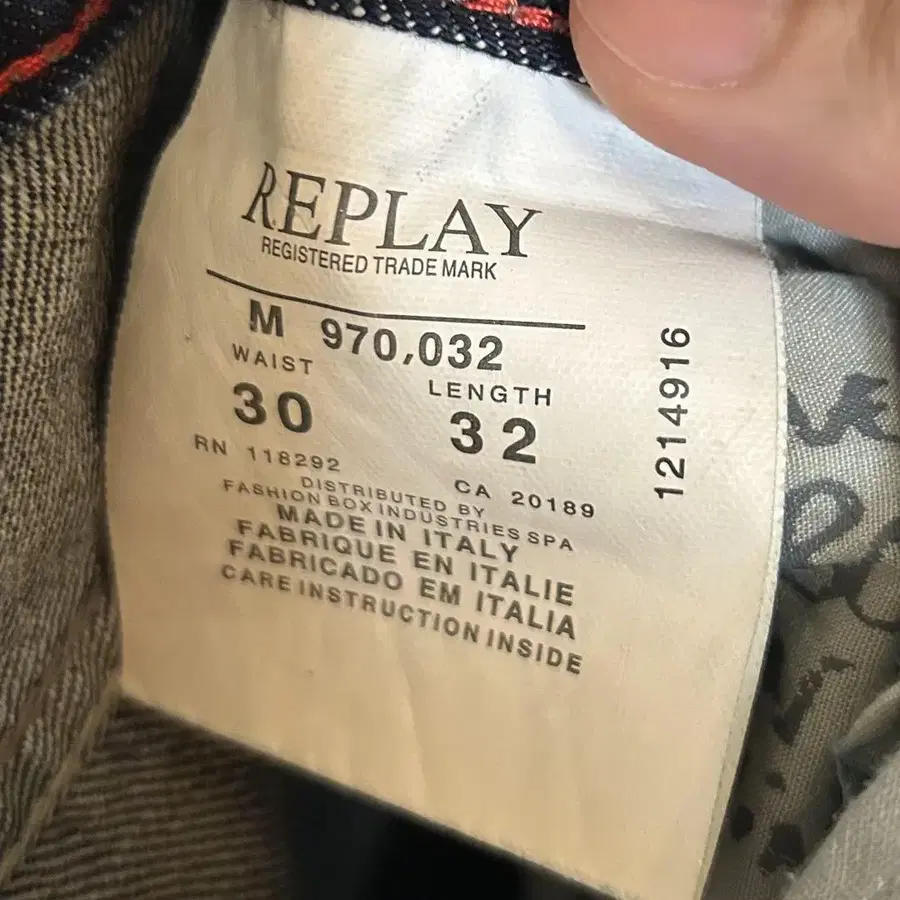 REPLAY
REGISTERED TRADE MARK
M 970,032
WAIST LENGTH
30 32
RN 118292 CA 20189
DISTRIBUTED BY
FASHION BOX INDUSTRIES SPA
MADE IN ITALY
FABRIQUE EN ITALIE
FABRICADO EM ITALIA
CARE INSTRUCTION INSIDE
1214916